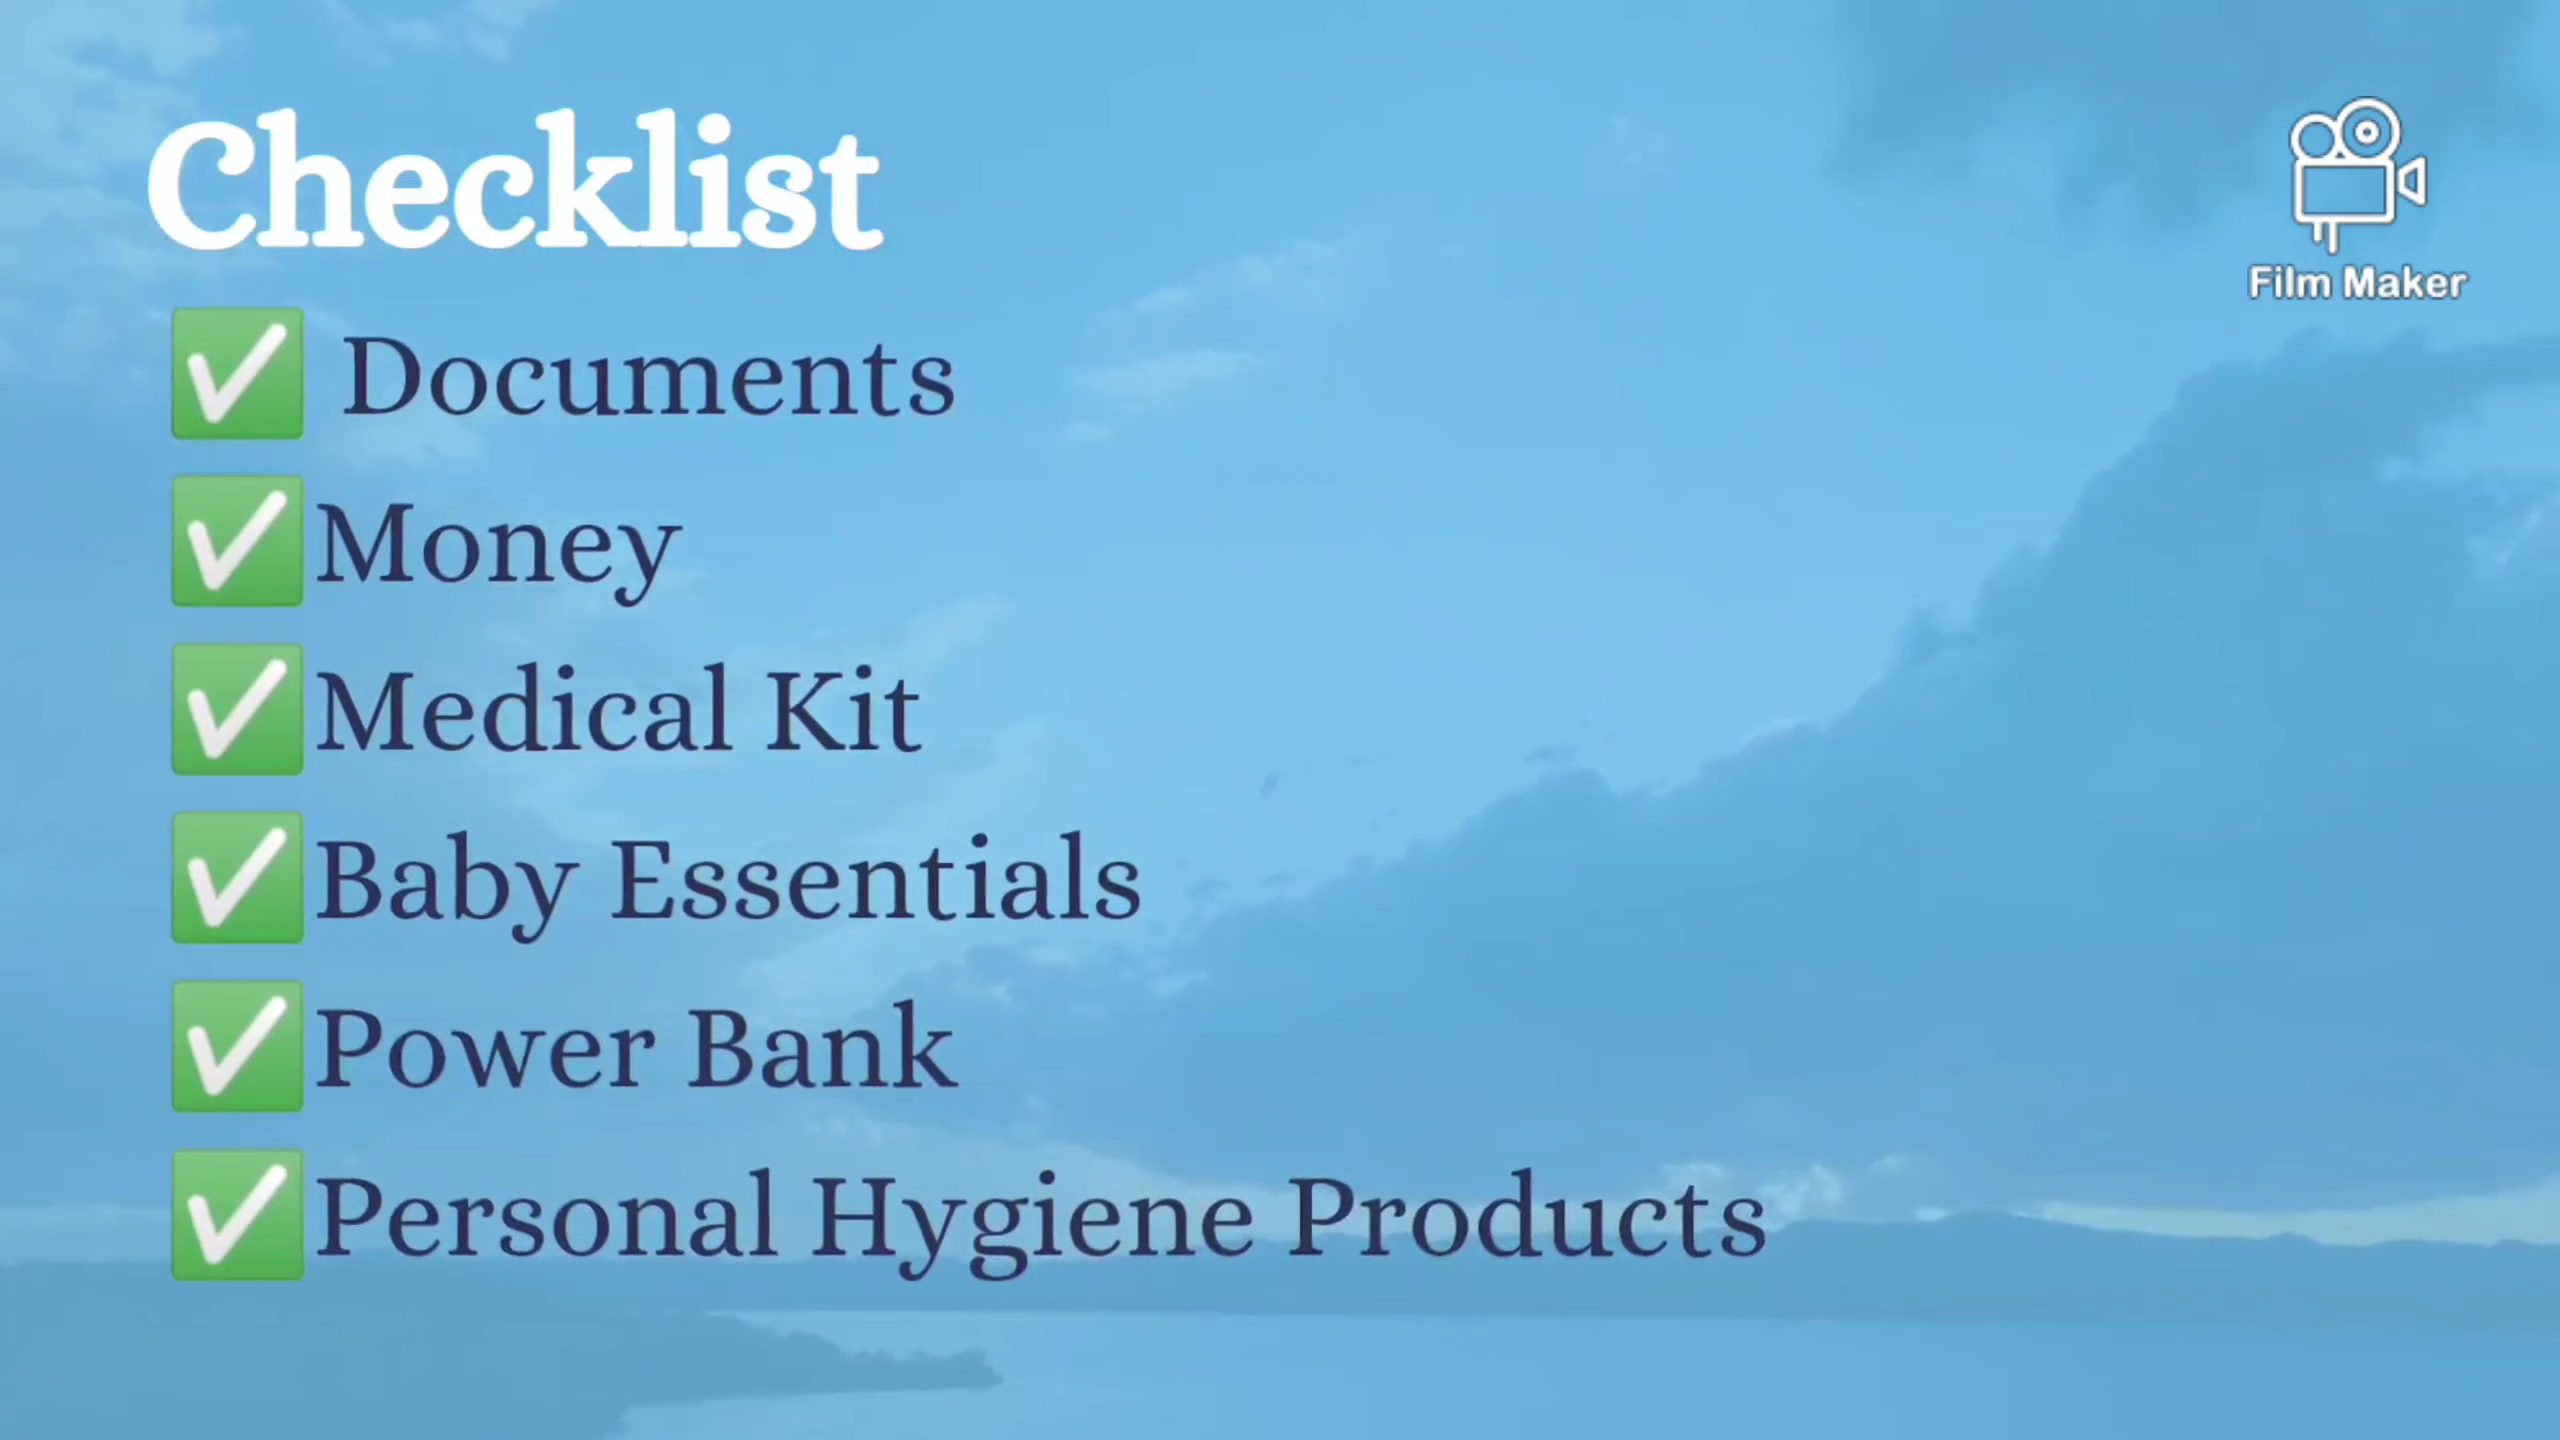 Checklist
Film Maker
✅ Documents
✅Money
✅Medical Kit
✅Baby Essentials
✅Power Bank
✅Personal Hygiene Products